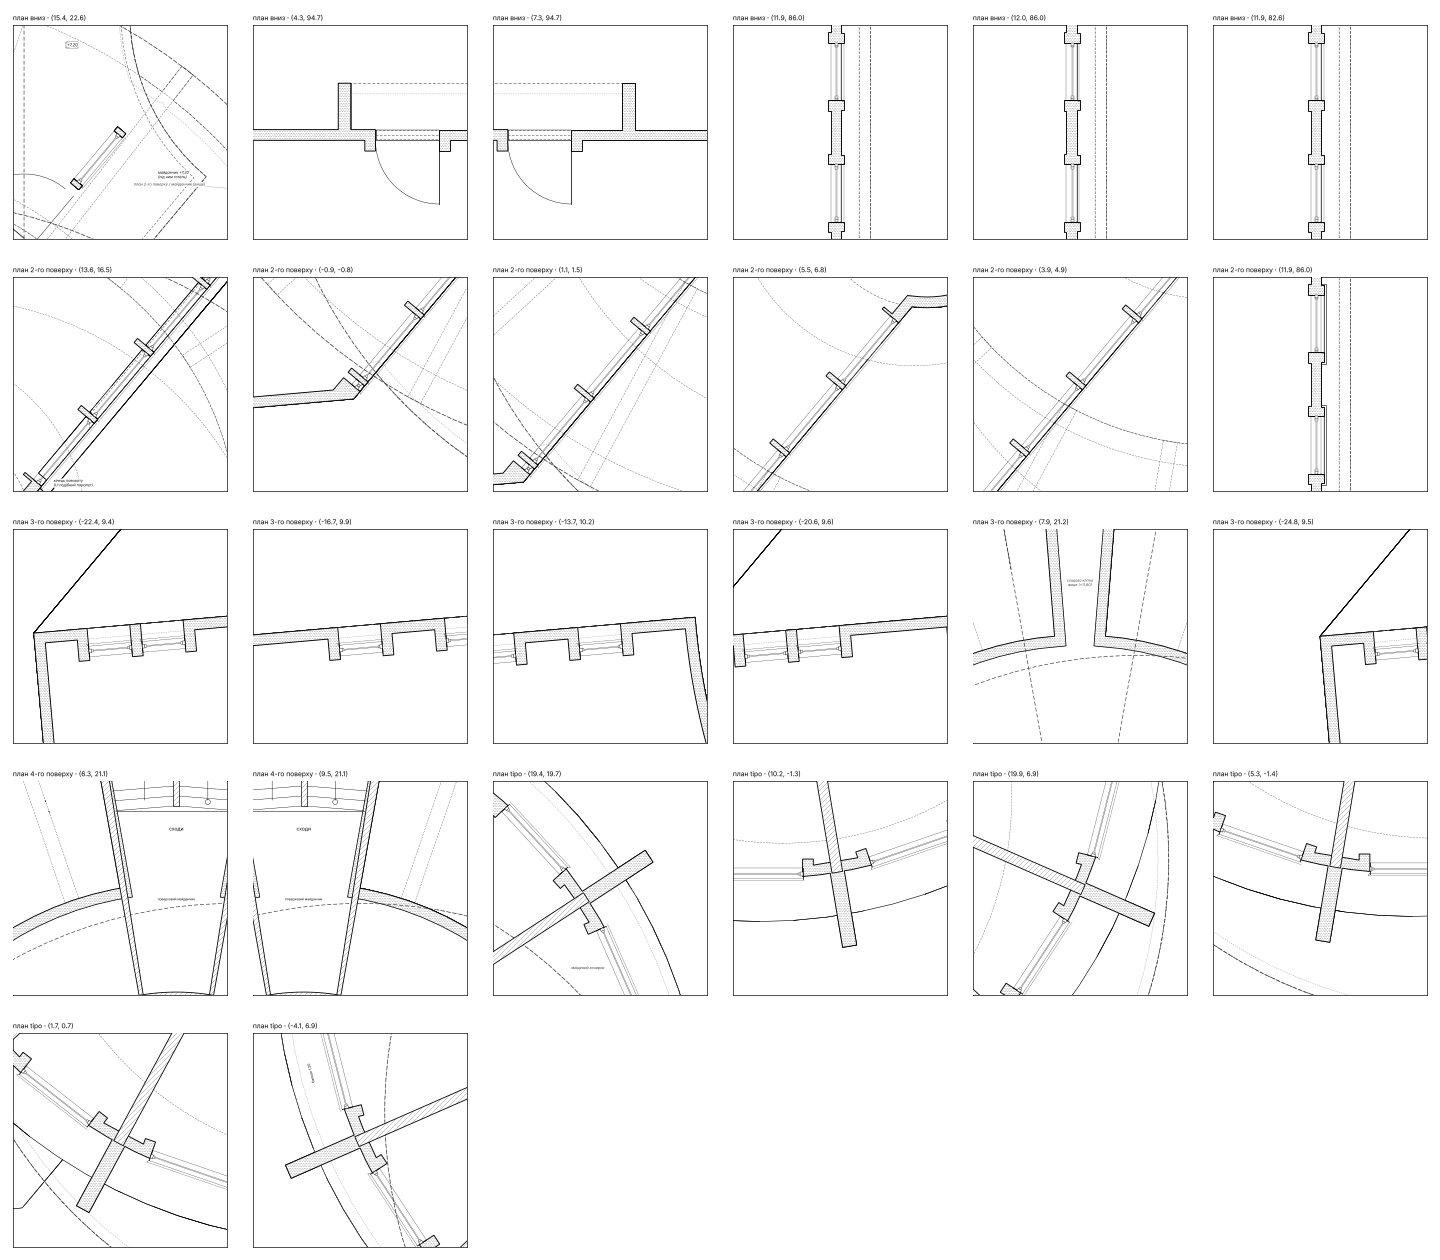 план вниз · (15.4, 22.6)
план вниз · (4.3, 94.7)
план вниз · (7.3, 94.7)
план вниз · (11.9, 86.0)
план вниз · (12.0, 86.0)
план вниз · (11.9, 82.6)
+7.20
майданчик +7.20
план 2-го поверху (-0.9, -0.8)
план 2-го поверху · (13.6, 16.5)
план 2-го поверху · (1.1, 1.5)
план 2-го поверху · (5.5, 6.8)
план 2-го поверху · (3.9, 4.9)
план 2-го поверху · (11.9, 86.0)
план 3-го поверху · (-22.4, 9.4)
план 3-го поверху · (-16.7, 9.9)
план 3-го поверху · (-13.7, 10.2)
план 3-го поверху · (-20.6, 9.6)
план 3-го поверху · (7.9, 21.2)
план 3-го поверху · (-24.8, 9.5)
план 4-го поверху · (6.3, 21.1)
план 4-го поверху · (9.5, 21.1)
план tipo · (19.4, 19.7)
план tipo · (10.2, -1.3)
план tipo · (19.9, 6.9)
план tipo · (5.3, -1.4)
сходи
сходи
поверховий майданчик
поверховий майданчик
план tipo · (1.7, 0.7)
план tipo · (-4.1, 6.9)